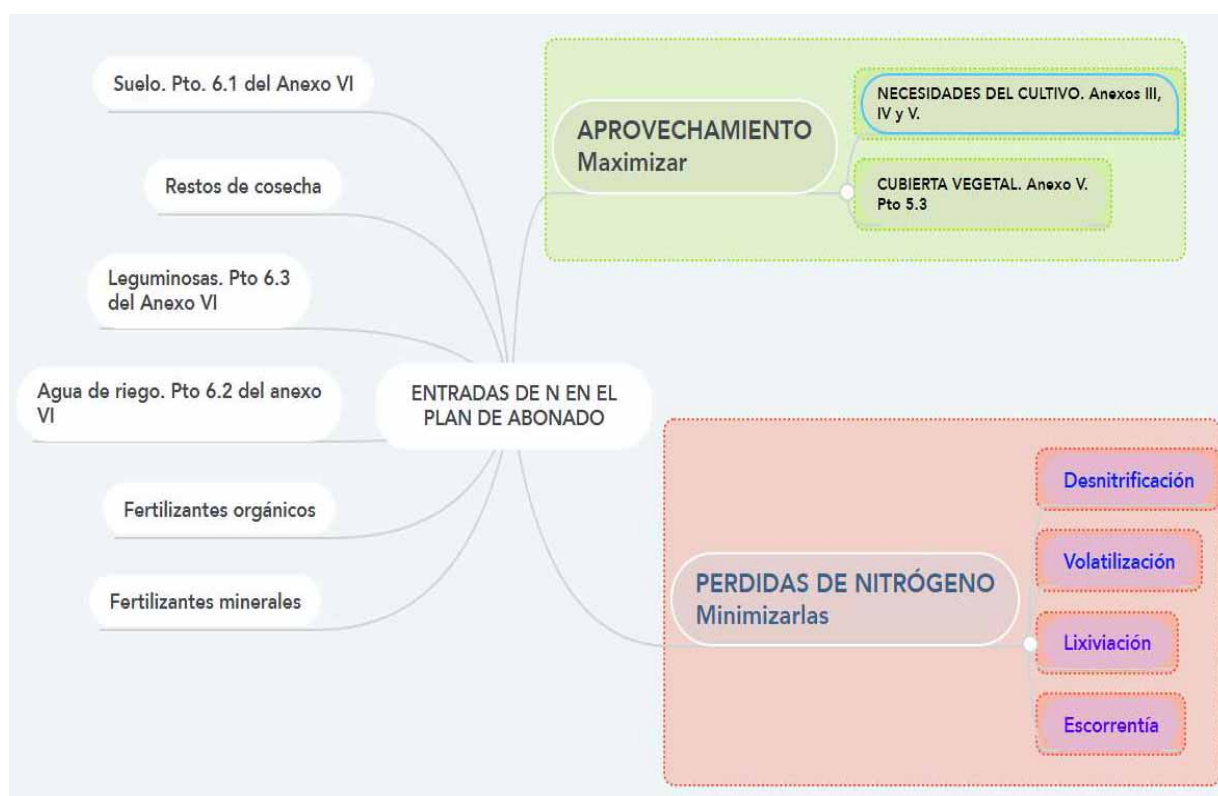 Suelo. Pto. 6.1 del Anexo VI
Restos de cosecha
Leguminosas. Pto 6.3
del Anexo VI
Agua de riego. Pto 6.2 del anexo
VI
Fertilizantes orgánicos
Fertilizantes minerales
ENTRADAS DE N EN EL
PLAN DE ABONADO
APROVECHAMIENTO
Maximizar
NECESIDADES DEL CULTIVO. Anexos III,
IV y V.
CUBIERTA VEGETAL. Anexo V.
Pto 5.3
PERDIDAS DE NITRÓGENO
Minimizarlas
Desnitrificación
Volatilización
Lixiviación
Escorrentía